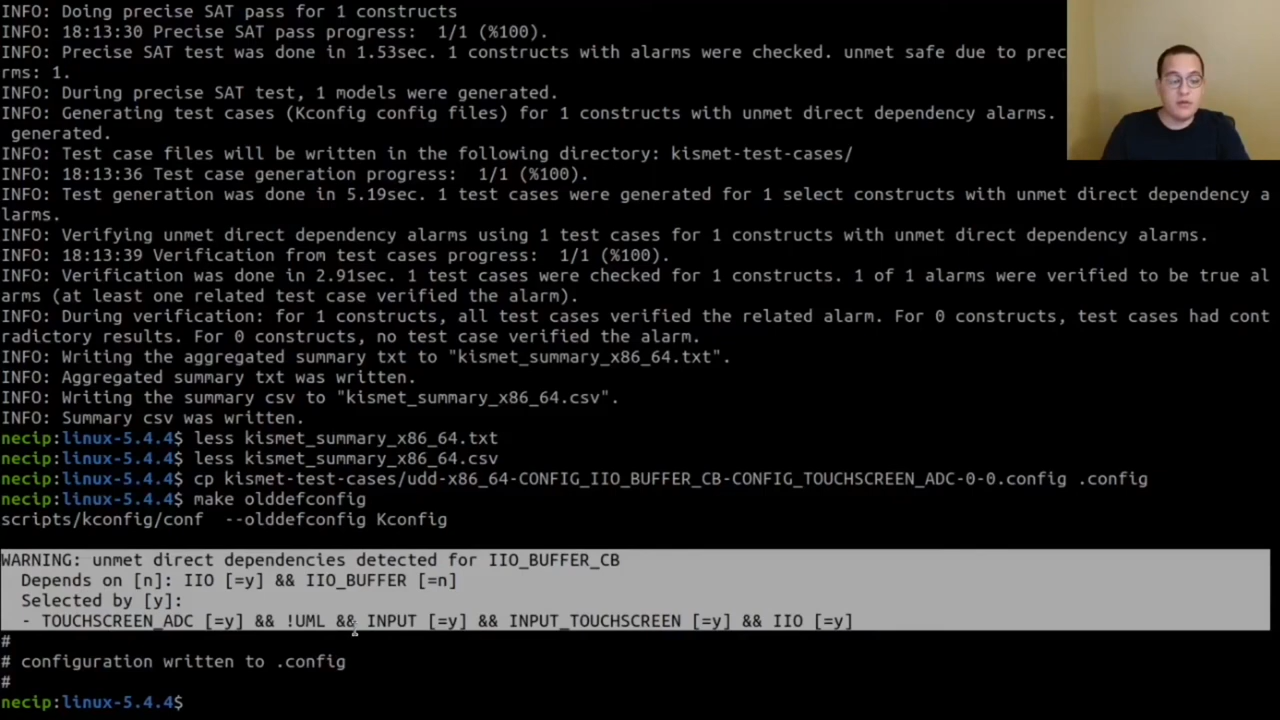 INFO: Doing precise SAT pass for 1 constructs
INFO: 18:13:30 Precise SAT pass progress:  1/1 (%100).
INFO: Precise SAT test was done in 1.53sec. 1 constructs with alarms were checked. unmet safe due to prec
rms: 1.
INFO: During precise SAT test, 1 models were generated.
INFO: Generating test cases (Kconfig config files) for 1 constructs with unmet direct dependency alarms.
 generated.
INFO: Test case files will be written in the following directory: kismet-test-cases/
INFO: 18:13:36 Test case generation progress:  1/1 (%100).
INFO: Test generation was done in 5.19sec. 1 test cases were generated for 1 select constructs with unmet direct dependency a
larms.
INFO: Verifying unmet direct dependency alarms using 1 test cases for 1 constructs with unmet direct dependency alarms.
INFO: 18:13:39 Verification from test cases progress:  1/1 (%100).
INFO: Verification was done in 2.91sec. 1 test cases were checked for 1 constructs. 1 of 1 alarms were verified to be true al
arms (at least one related test case verified the alarm).
INFO: During verification: for 1 constructs, all test cases verified the related alarm. For 0 constructs, test cases had cont
radictory results. For 0 constructs, no test case verified the alarm.
INFO: Writing the aggregated summary txt to "kismet_summary_x86_64.txt".
INFO: Aggregated summary txt was written.
INFO: Writing the summary csv to "kismet_summary_x86_64.csv".
INFO: Summary csv was written.
necip:linux-5.4.4$ less kismet_summary_x86_64.txt
necip:linux-5.4.4$ less kismet_summary_x86_64.csv
necip:linux-5.4.4$ cp kismet-test-cases/udd-x86_64-CONFIG_IIO_BUFFER_CB-CONFIG_TOUCHSCREEN_ADC-0-0.config .config
necip:linux-5.4.4$ make olddefconfig
scripts/kconfig/conf  --olddefconfig Kconfig
WARNING: unmet direct dependencies detected for IIO_BUFFER_CB
  Depends on [n]: IIO [=y] && IIO_BUFFER [=n]
  Selected by [y]:
  - TOUCHSCREEN_ADC [=y] && !UML && INPUT [=y] && INPUT_TOUCHSCREEN [=y] && IIO [=y]
#
# configuration written to .config
#
necip:linux-5.4.4$